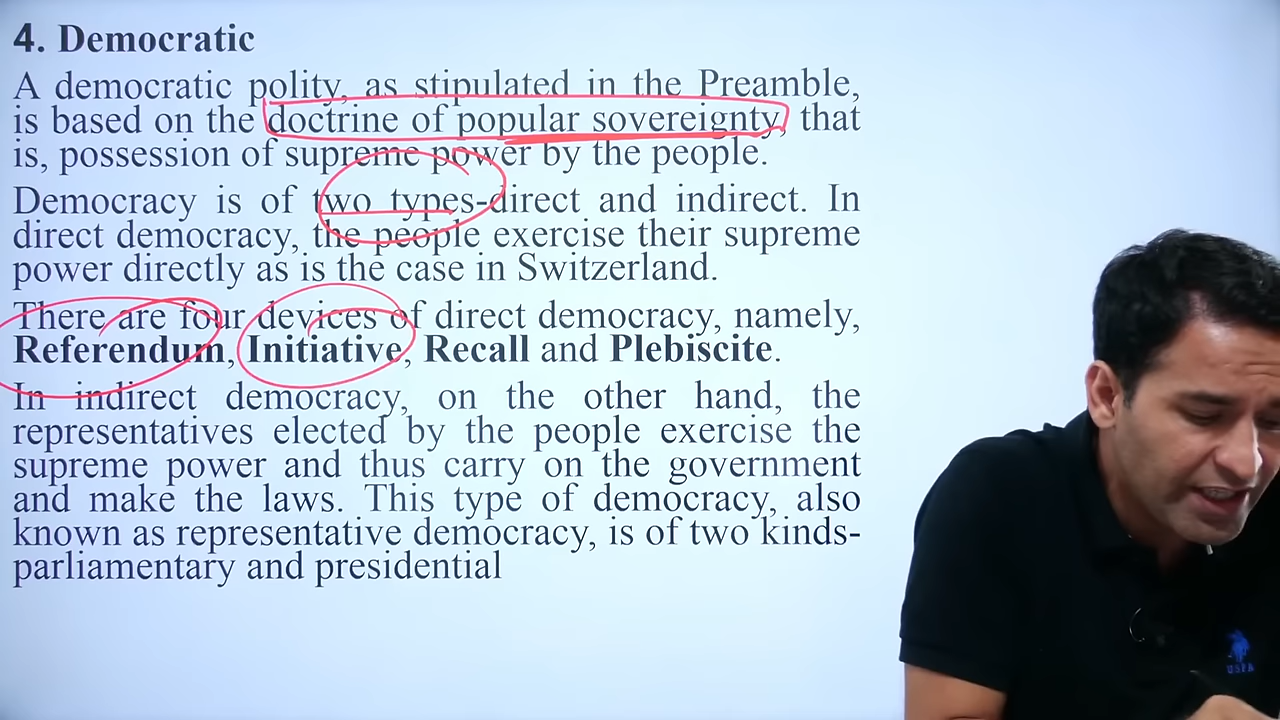 4. Democratic
A democratic polity, as stipulated in the Preamble,
is based on the doctrine of popular sovereignty, that
is, possession of supreme power by the people.
Democracy is of two types-direct and indirect. In
direct democracy, the people exercise their supreme
power directly as is the case in Switzerland.
There are four devices of direct democracy, namely,
Referendum, Initiative, Recall and Plebiscite.
In indirect democracy, on the other hand, the
representatives elected by the people exercise the
supreme power and thus carry on the government
and make the laws. This type of democracy, also
known as representative democracy, is of two kinds-
parliamentary and presidential
USPA